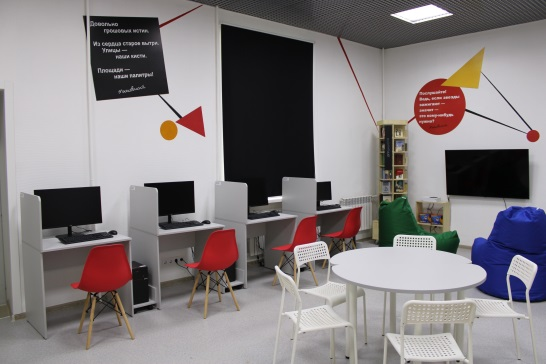 Довольно
грошовых истин.
Из сердца старое вытри.
Улицы —
наши кисти.
Площади —
наши палитры!
Послушайте!
Ведь, если звезды
зажигают —
значит —
это кому-нибудь
нужно?